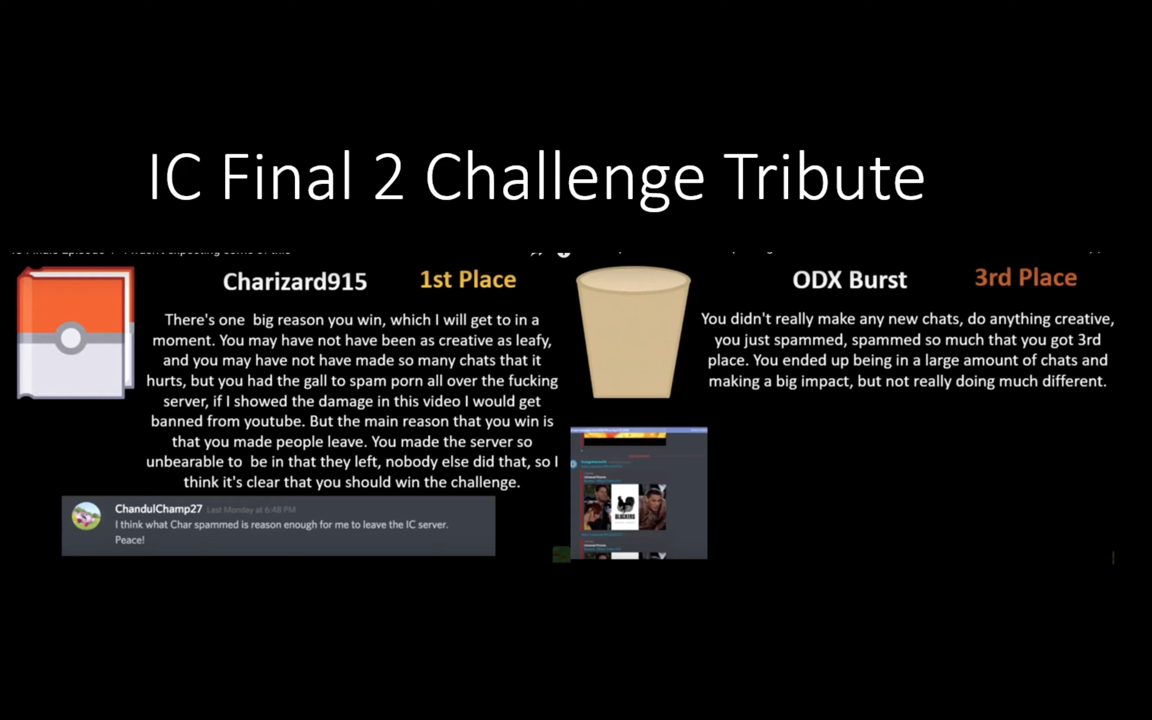 IC Final 2 Challenge Tribute
Charizard915
1st Place
There's one big reason you win, which I will get to in a
moment. You may have not have been as creative as leafy,
and you may have not have made so many chats that it
hurts, but you had the gall to spam porn all over the fucking
server, if I showed the damage in this video I would get
banned from youtube. But the main reason that you win is
that you made people leave. You made the server so
unbearable to be in that they left, nobody else did that, so I
think it's clear that you should win the challenge.
ChandulChamp27 Last Monday at 6:48 PM
I think what Char spammed is reason enough for me to leave the IC server.
Peace!
ODX Burst
3rd Place
You didn't really make any new chats, do anything creative,
you just spammed, spammed so much that you got 3rd
place. You ended up being in a large amount of chats and
making a big impact, but not really doing much different.
BLOCKERS